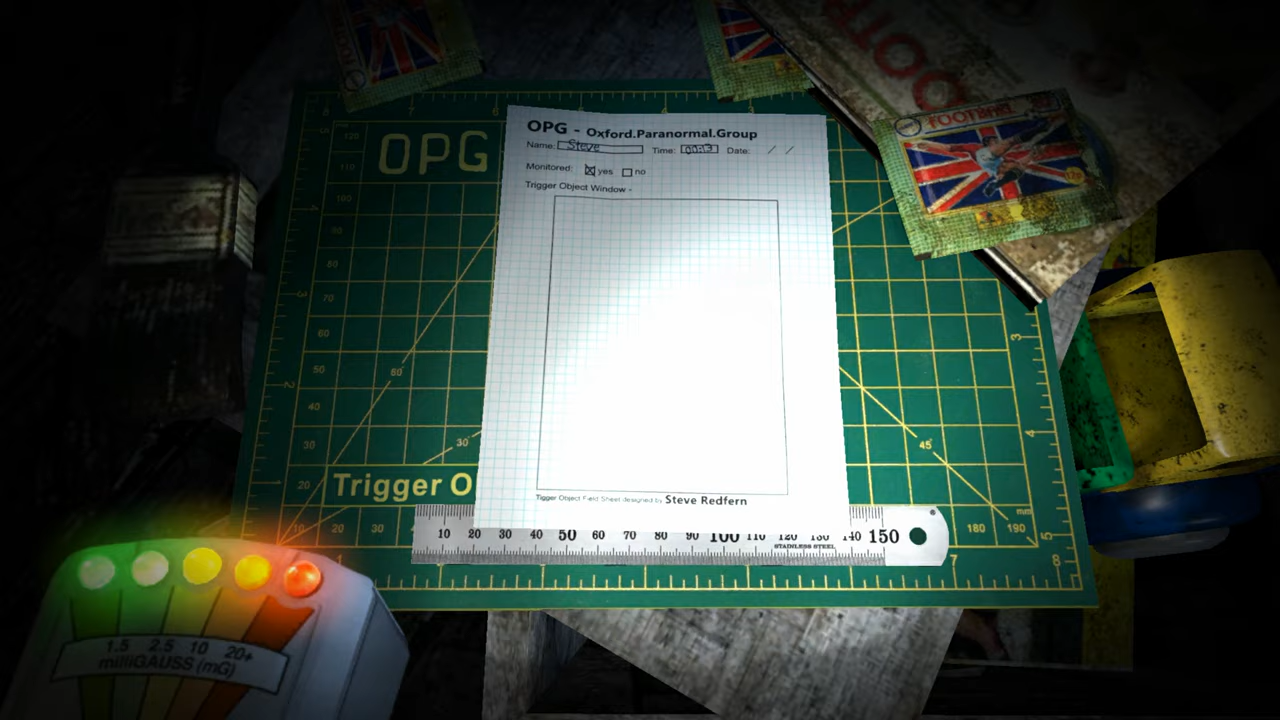 OPG
OPG - Oxford.Paranormal.Group
Name: Steve Time: Date: / /
Monitored: yes no
Trigger Object Window -
FOOTBALL
Tigger Object Field Sheet designed by Steve Redfern
Trigger O
10 20 30 40 50 60 70 80 90 100 110 120 130 140 150
STAINLESS STEEL
1.5 2.5 10 20+
milliGAUSS (mG)